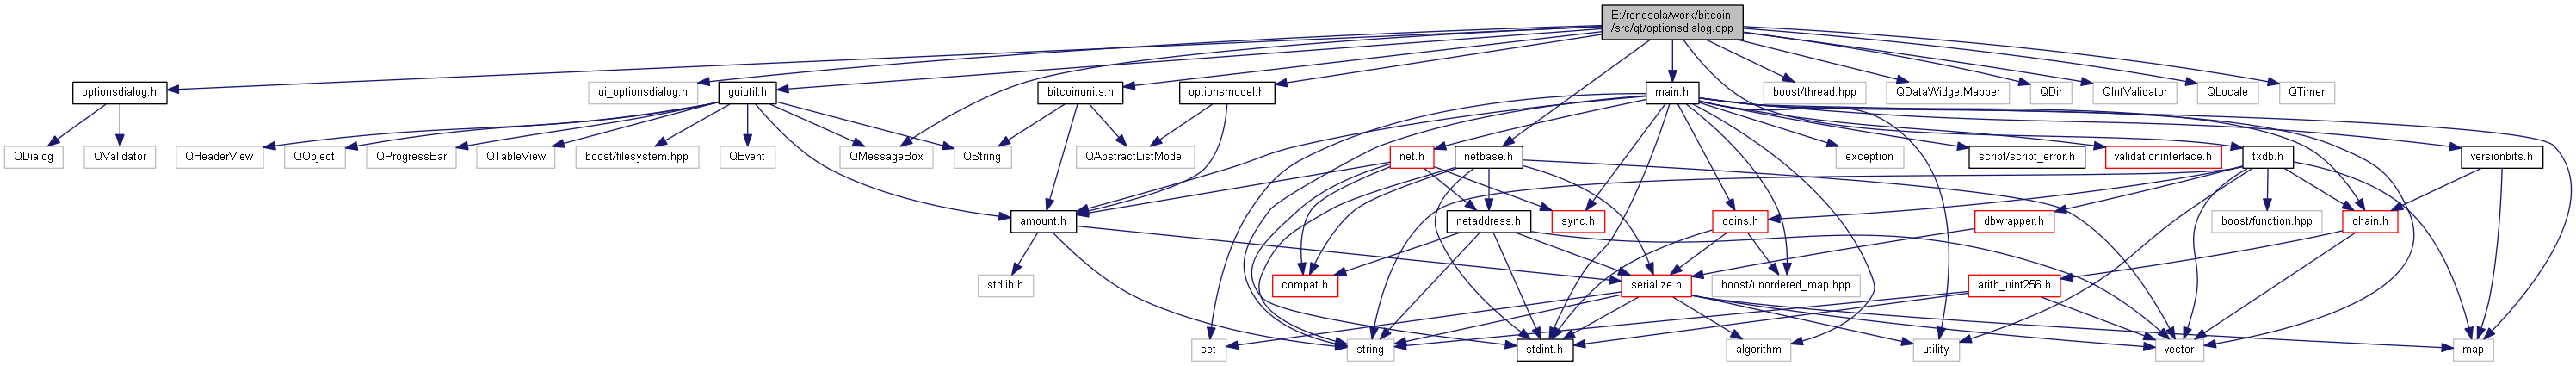 E:/renesola/work/bitcoin
/src/qt/optionsdialog.cpp
optionsdialog.h
ui_optionsdialog.h
guiutil.h
bitcoinunits.h
optionsmodel.h
main.h
boost/thread.hpp
QDataWidgetMapper
QDir
QIntValidator
QLocale
QTimer
QDialog
QValidator
QHeaderView
QObject
QProgressBar
QTableView
boost/filesystem.hpp
QEvent
QMessageBox
QString
QAbstractListModel
net.h
netbase.h
exception
script/script_error.h
validationinterface.h
txdb.h
versionbits.h
amount.h
netaddress.h
sync.h
coins.h
dbwrapper.h
boost/function.hpp
chain.h
stdlib.h
compat.h
serialize.h
boost/unordered_map.hpp
arith_uint256.h
set
string
stdint.h
algorithm
utility
vector
map